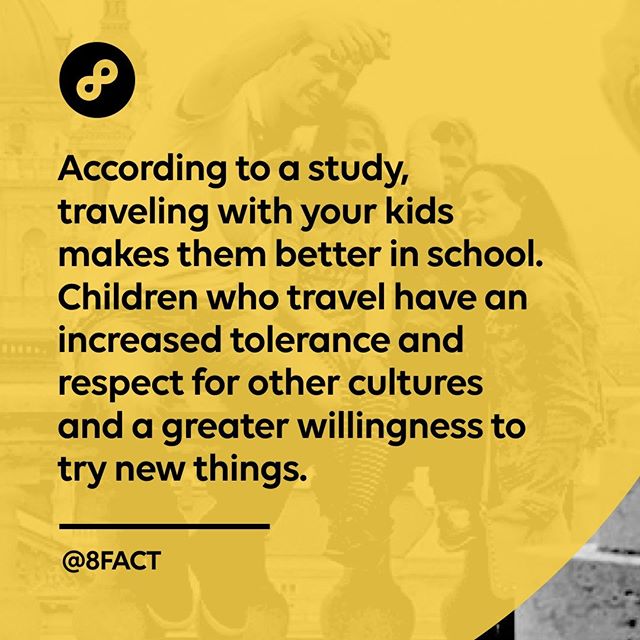 According to a study,
traveling with your kids
makes them better in school.
Children who travel have an
increased tolerance and
respect for other cultures
and a greater willingness to
try new things.
@8FACT